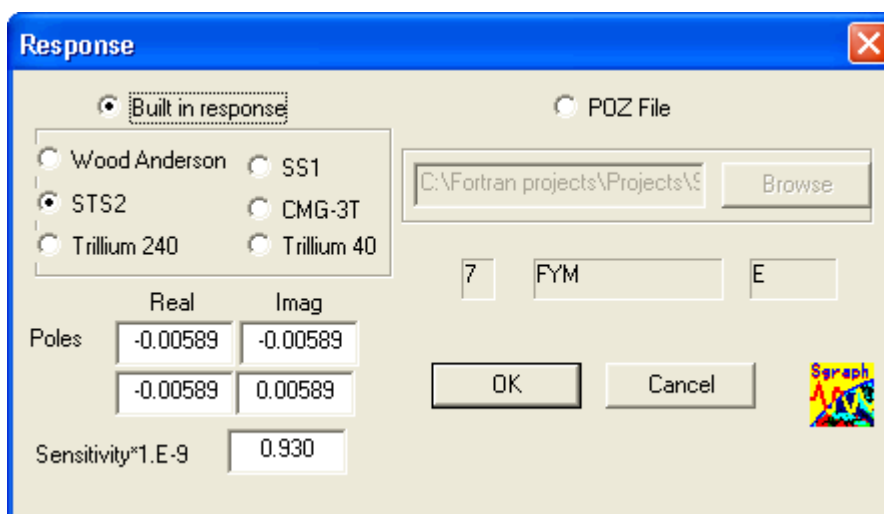 Response
Built in response
POZ File
Wood Anderson
SS1
STS2
CMG-3T
Trillium 240
Trillium 40
C:\Fortran projects\Projects\S
Browse
7
FYM
E
Real Imag
Poles -0.00589 -0.00589
-0.00589 0.00589
Sensitivity*1.E-9 0.930
OK
Cancel
Sgraph